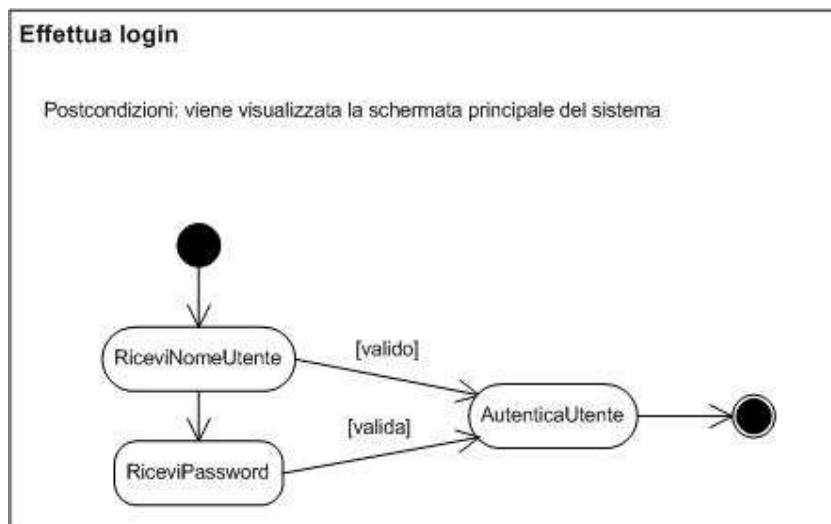 Effettua login
Postcondizioni: viene visualizzata la schermata principale del sistema
RiceviNomeUtente
[valido]
AutenticaUtente
[valida]
RiceviPassword